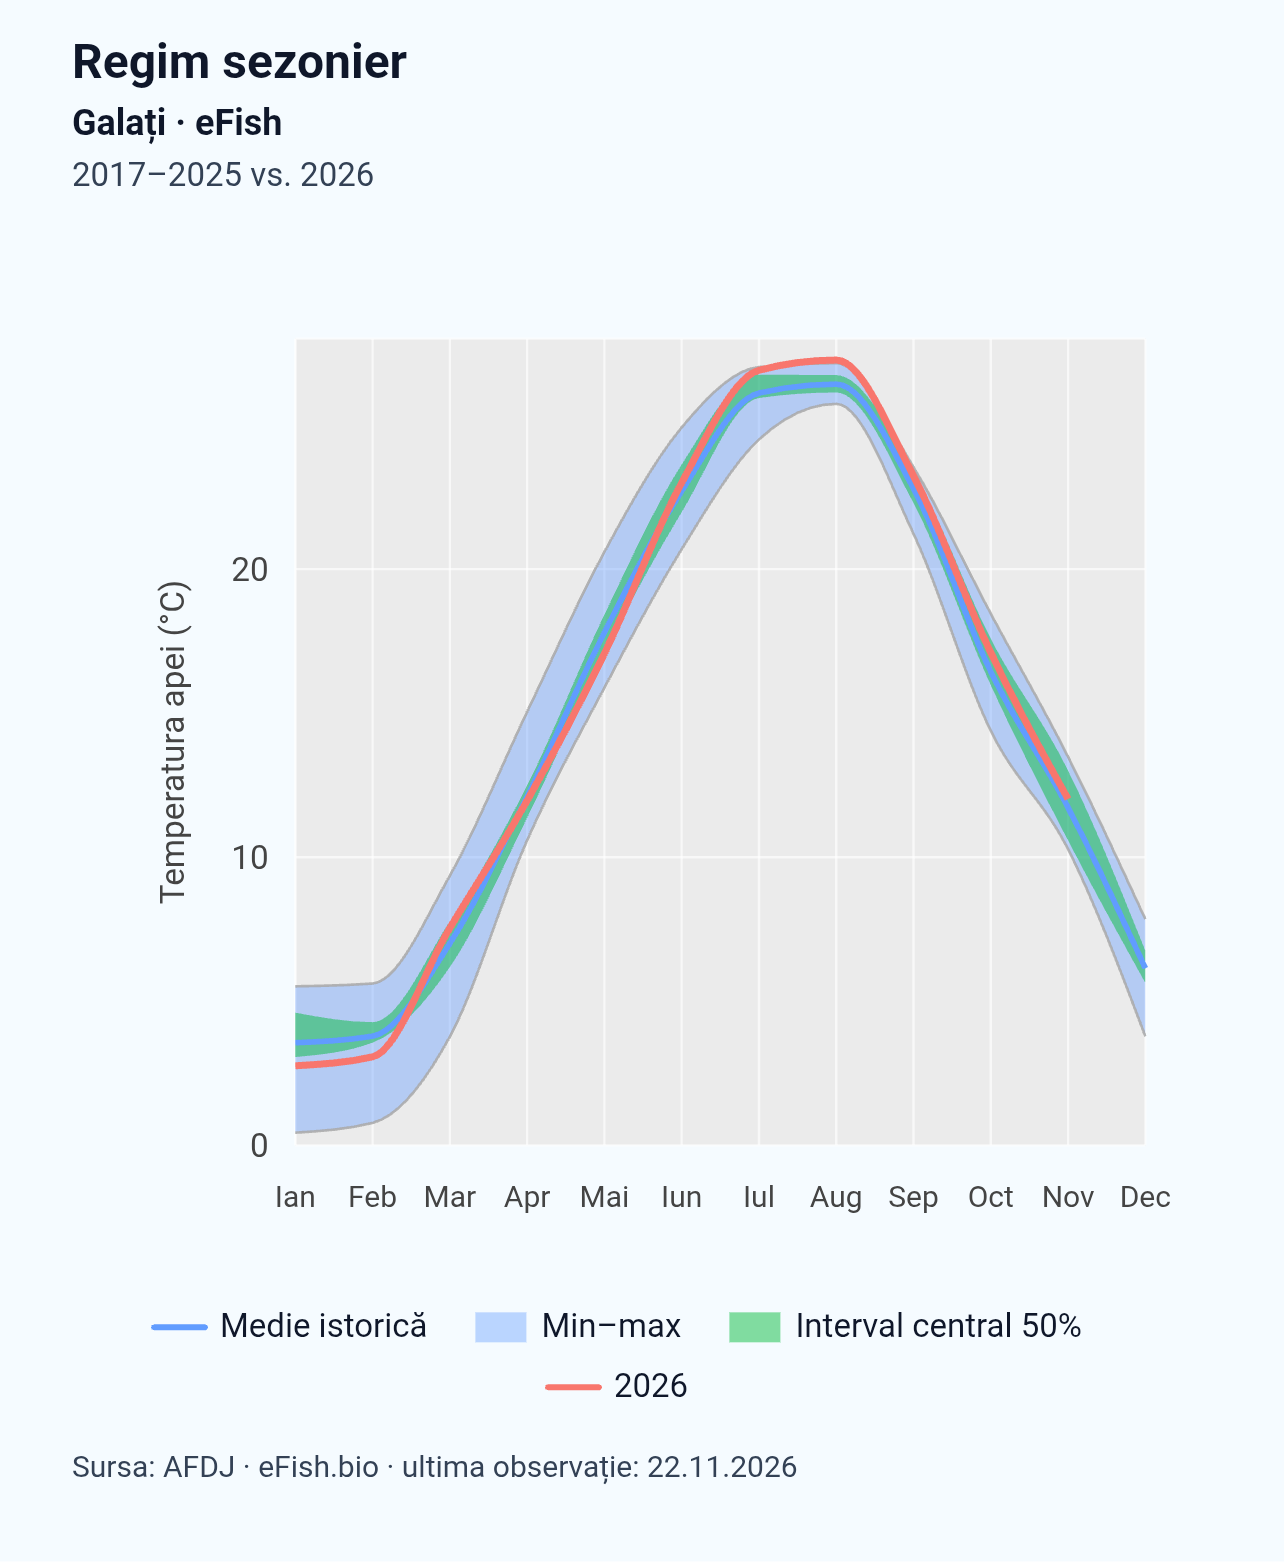 Regim sezonier
Galați · eFish
2017–2025 vs. 2026
Temperatura apei (°C)
20
10
0
Ian Feb Mar Apr Mai Iun Iul Aug Sep Oct Nov Dec
Medie istorică Min–max Interval central 50%
2026
Sursa: AFDJ · eFish.bio · ultima observație: 22.11.2026